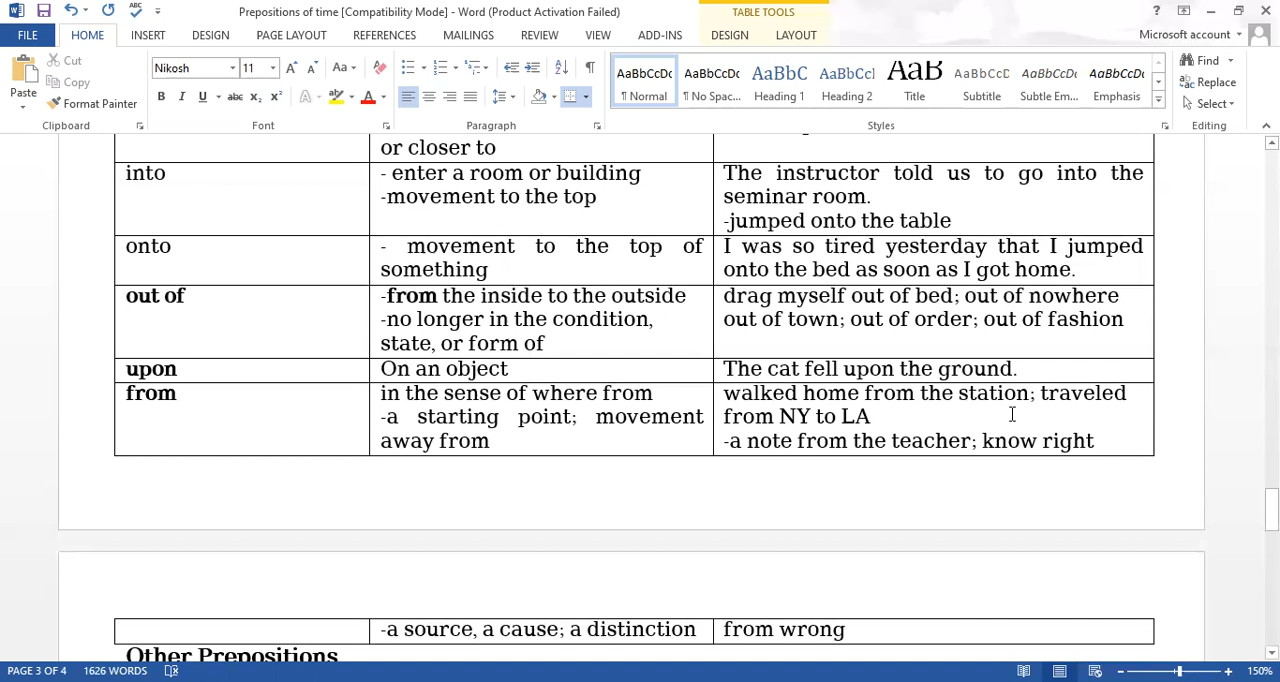 Prepositions of time [Compatibility Mode] - Word (Product Activation Failed)
TABLE TOOLS
FILE HOME INSERT DESIGN PAGE LAYOUT REFERENCES MAILINGS REVIEW VIEW ADD-INS DESIGN LAYOUT Microsoft account
Cut
Copy
Format Painter
Paste
Clipboard
Nikosh 11
Font
Paragraph
AaBbCcDc AaBbCcDc AaBbC AaBbCcl AaB AaBbCcD AaBbCcDc AaBbCcDc
¶ Normal ¶ No Spac... Heading 1 Heading 2 Title Subtitle Subtle Em... Emphasis
Styles
Find
Replace
Select
Editing
or closer to
into
- enter a room or building
-movement to the top
The instructor told us to go into the
seminar room.
-jumped onto the table
onto
- movement to the top of
something
I was so tired yesterday that I jumped
onto the bed as soon as I got home.
out of
-from the inside to the outside
-no longer in the condition,
state, or form of
drag myself out of bed; out of nowhere
out of town; out of order; out of fashion
upon
On an object
The cat fell upon the ground.
from
in the sense of where from
-a starting point; movement
away from
walked home from the station; traveled
from NY to LA
-a note from the teacher; know right
-a source, a cause; a distinction
from wrong
Other Prepositions
PAGE 3 OF 4 1626 WORDS 150%